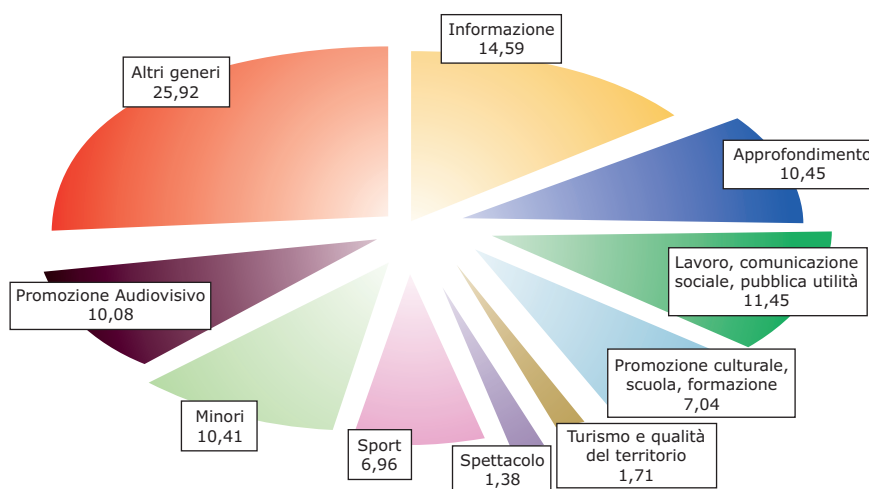 Informazione
14,59
Altri generi
25,92
Approfondimento
10,45
Lavoro, comunicazione
sociale, pubblica utilità
11,45
Promozione Audiovisivo
10,08
Promozione culturale,
scuola, formazione
7,04
Minori
10,41
Sport
6,96
Spettacolo
1,38
Turismo e qualità
del territorio
1,71